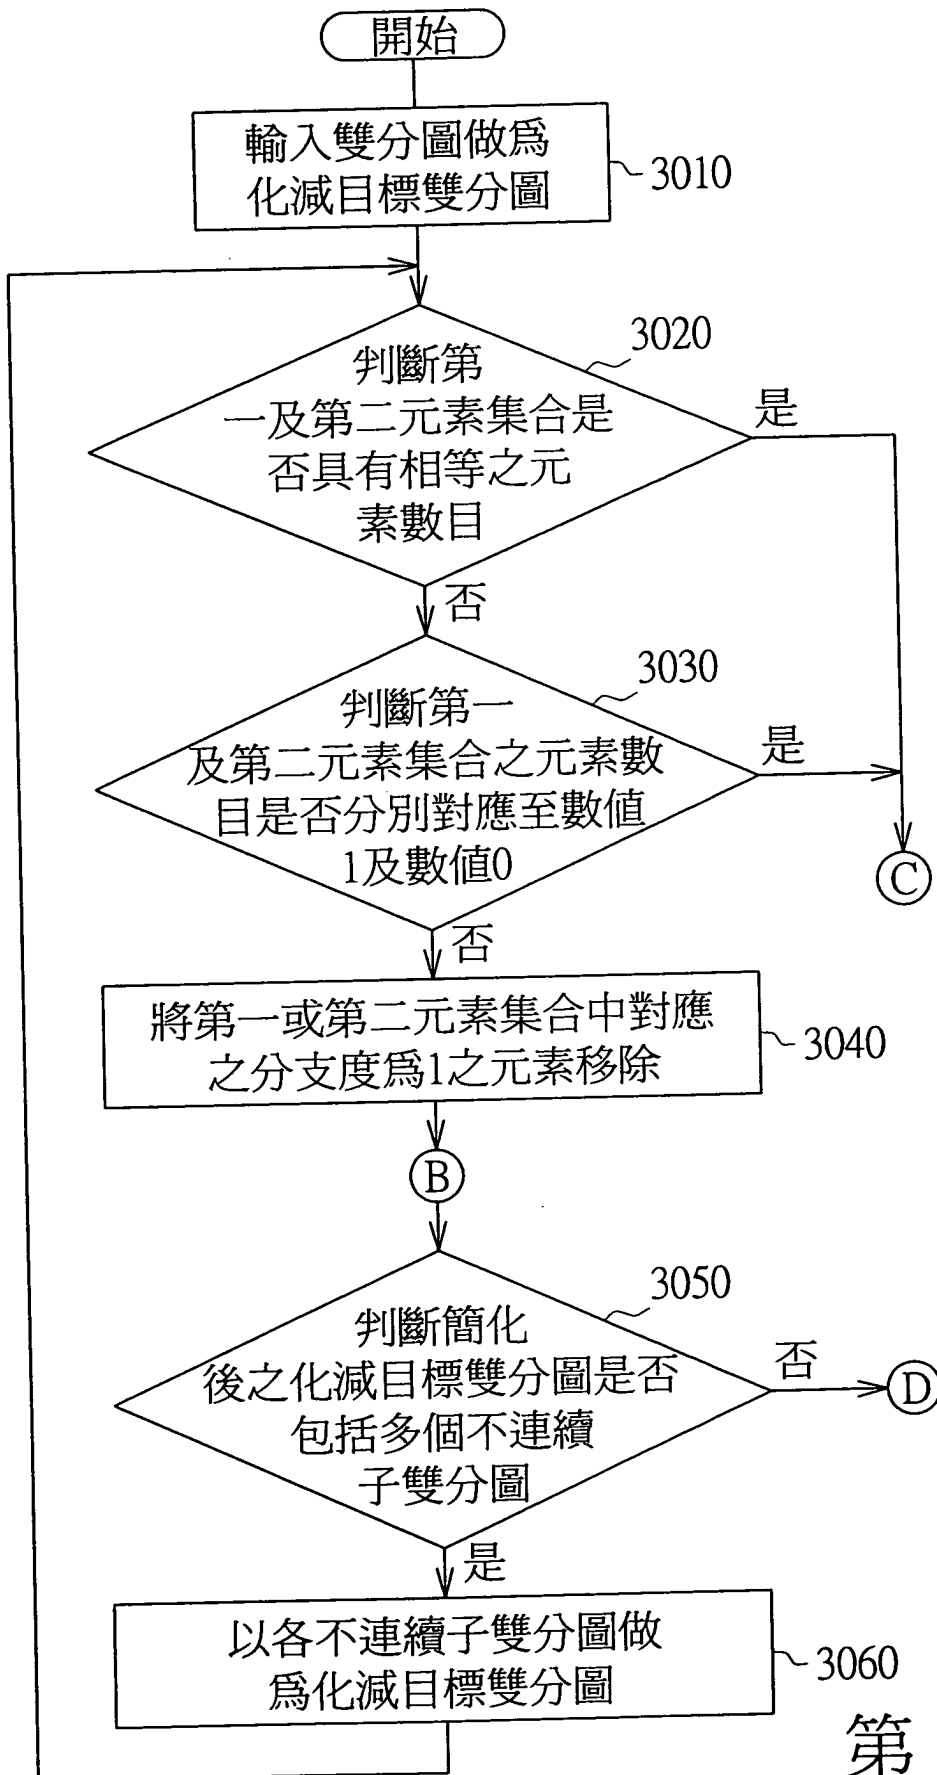 開始
輸入雙分圖做爲
化減目標雙分圖
3010
3020
判斷第
一及第二元素集合是
否具有相等之元
素數目
是
否
3030
判斷第一
及第二元素集合之元素數
目是否分別對應至數值
1及數值0
是
C
否
將第一或第二元素集合中對應
之分支度爲1之元素移除
3040
B
3050
判斷簡化
後之化減目標雙分圖是否
包括多個不連續
子雙分圖
否
D
是
以各不連續子雙分圖做
爲化減目標雙分圖
3060
第